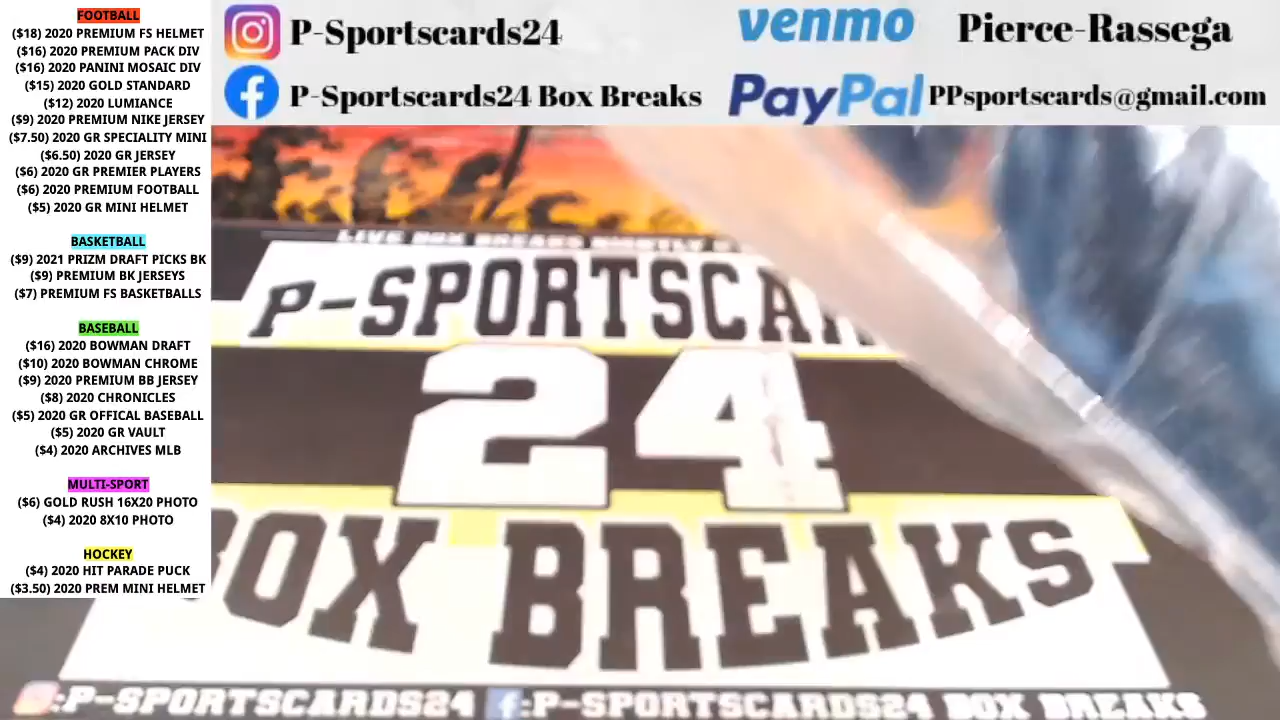 FOOTBALL
($18) 2020 PREMIUM FS HELMET
($16) 2020 PREMIUM PACK DIV
($16) 2020 PANINI MOSAIC DIV
($15) 2020 GOLD STANDARD
($12) 2020 LUMIANCE
($9) 2020 PREMIUM NIKE JERSEY
($7.50) 2020 GR SPECIALITY MINI
($6.50) 2020 GR JERSEY
($6) 2020 GR PREMIER PLAYERS
($6) 2020 PREMIUM FOOTBALL
($5) 2020 GR MINI HELMET
BASKETBALL
($9) 2021 PRIZM DRAFT PICKS BK
($9) PREMIUM BK JERSEYS
($7) PREMIUM FS BASKETBALLS
BASEBALL
($16) 2020 BOWMAN DRAFT
($10) 2020 BOWMAN CHROME
($9) 2020 PREMIUM BB JERSEY
($8) 2020 CHRONICLES
($5) 2020 GR OFFICAL BASEBALL
($5) 2020 GR VAULT
($4) 2020 ARCHIVES MLB
MULTI-SPORT
($6) GOLD RUSH 16X20 PHOTO
($4) 2020 8X10 PHOTO
HOCKEY
($4) 2020 HIT PARADE PUCK
($3.50) 2020 PREM MINI HELMET
P-Sportscards24
P-Sportscards24 Box Breaks
venmo Pierce-Rassega
PayPal PPsportscards@gmail.com
LIVE BOX BREAKS NIGHTLY
P-SPORTSCA
24
BOX BREAKS
:P-SPORTSCARDS24 :P-SPORTSCARDS24 BOX BREAKS